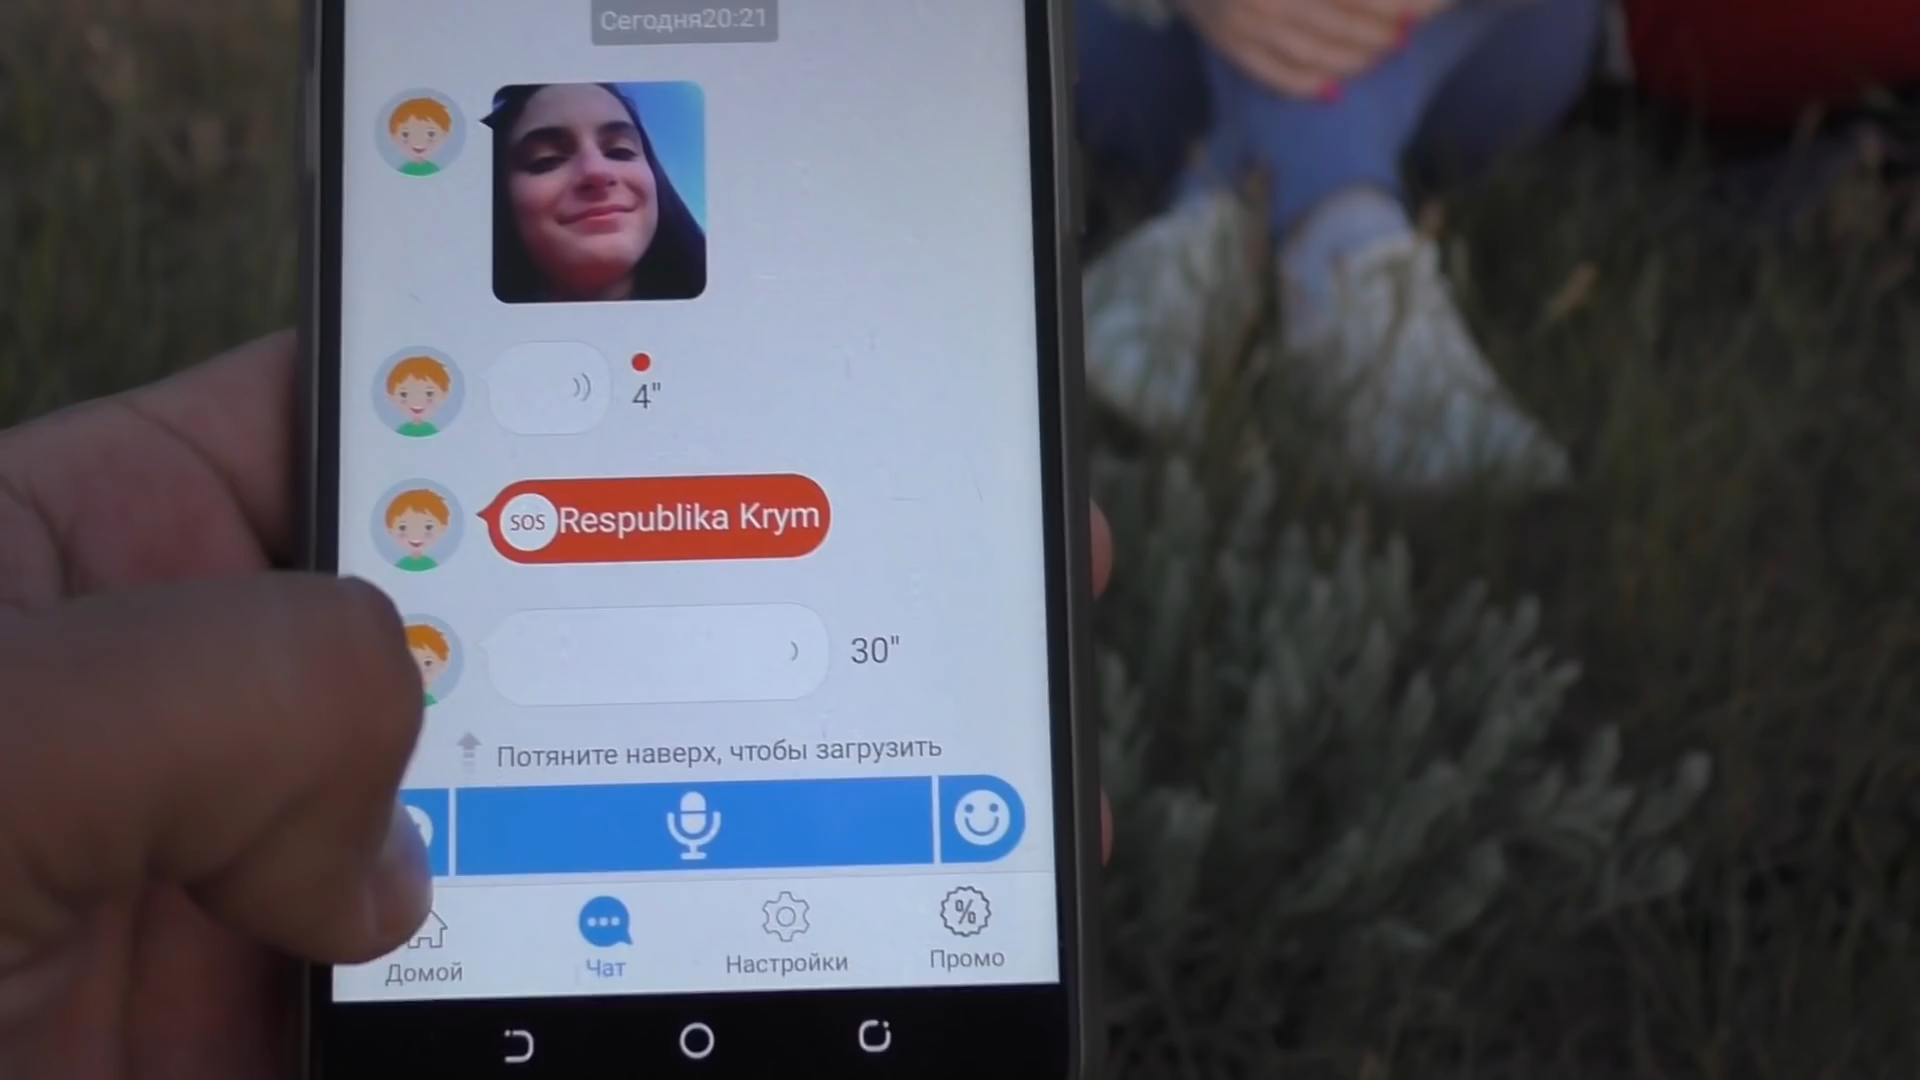 Сегодня20:21
4"
SOS Respublika Krym
30"
Потяните наверх, чтобы загрузить
Домой
Чат
Настройки
%
Промо